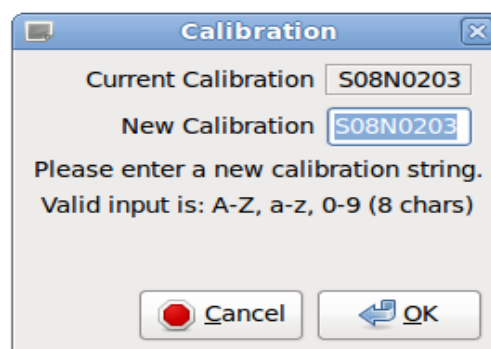 Calibration
Current Calibration S08N0203
New Calibration S08N0203
Please enter a new calibration string.
Valid input is: A-Z, a-z, 0-9 (8 chars)
Cancel OK